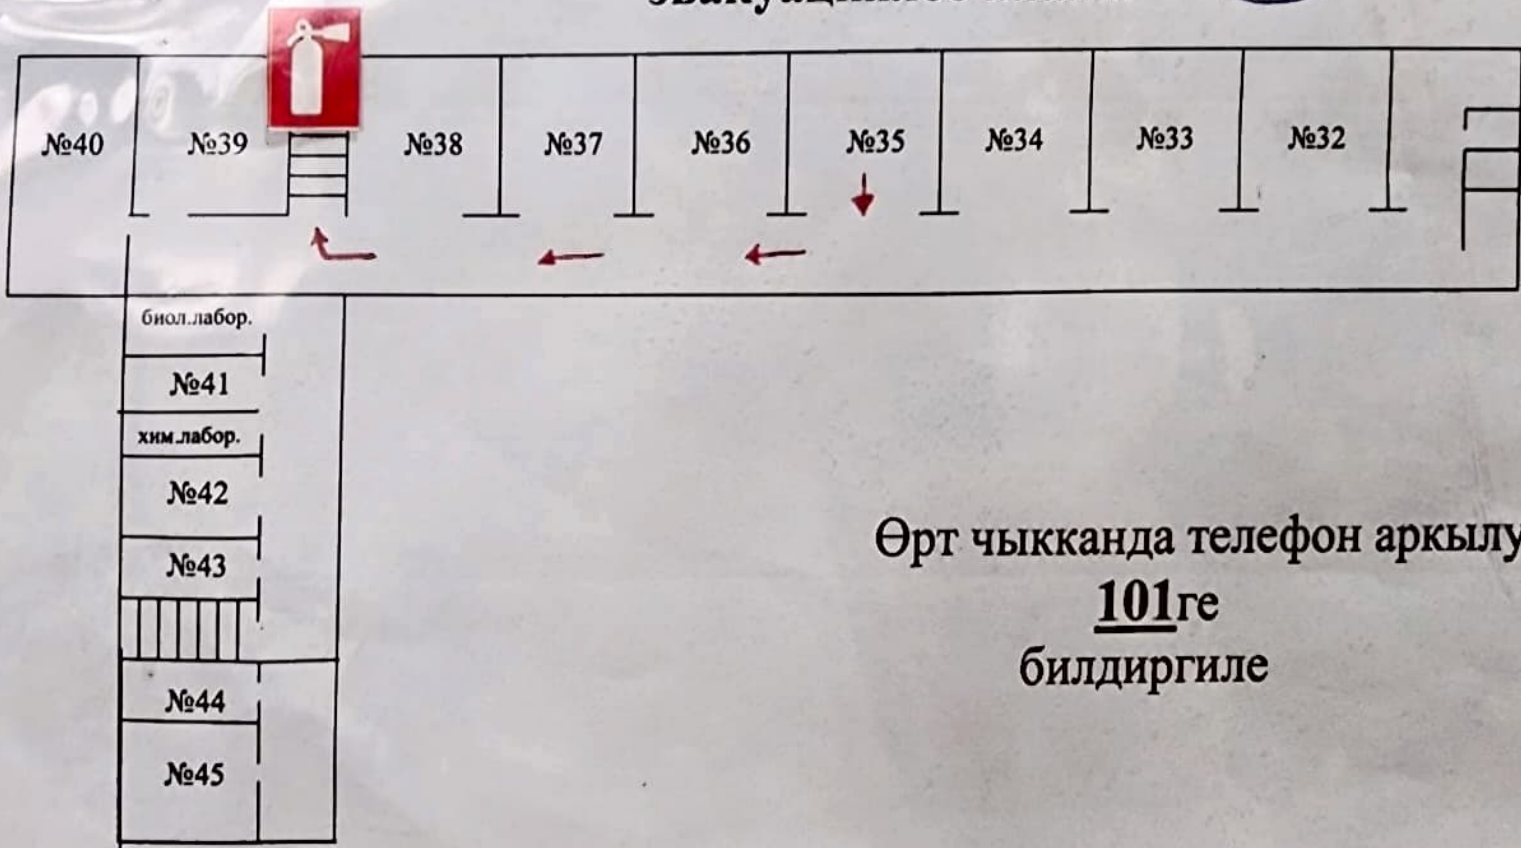 №40 №39 №38 №37 №36 №35 №34 №33 №32
биол.лабор.
№41
хим.лабор.
№42
№43
№44
№45
Өрт чыкканда телефон аркылу
101ге
билдиргиле